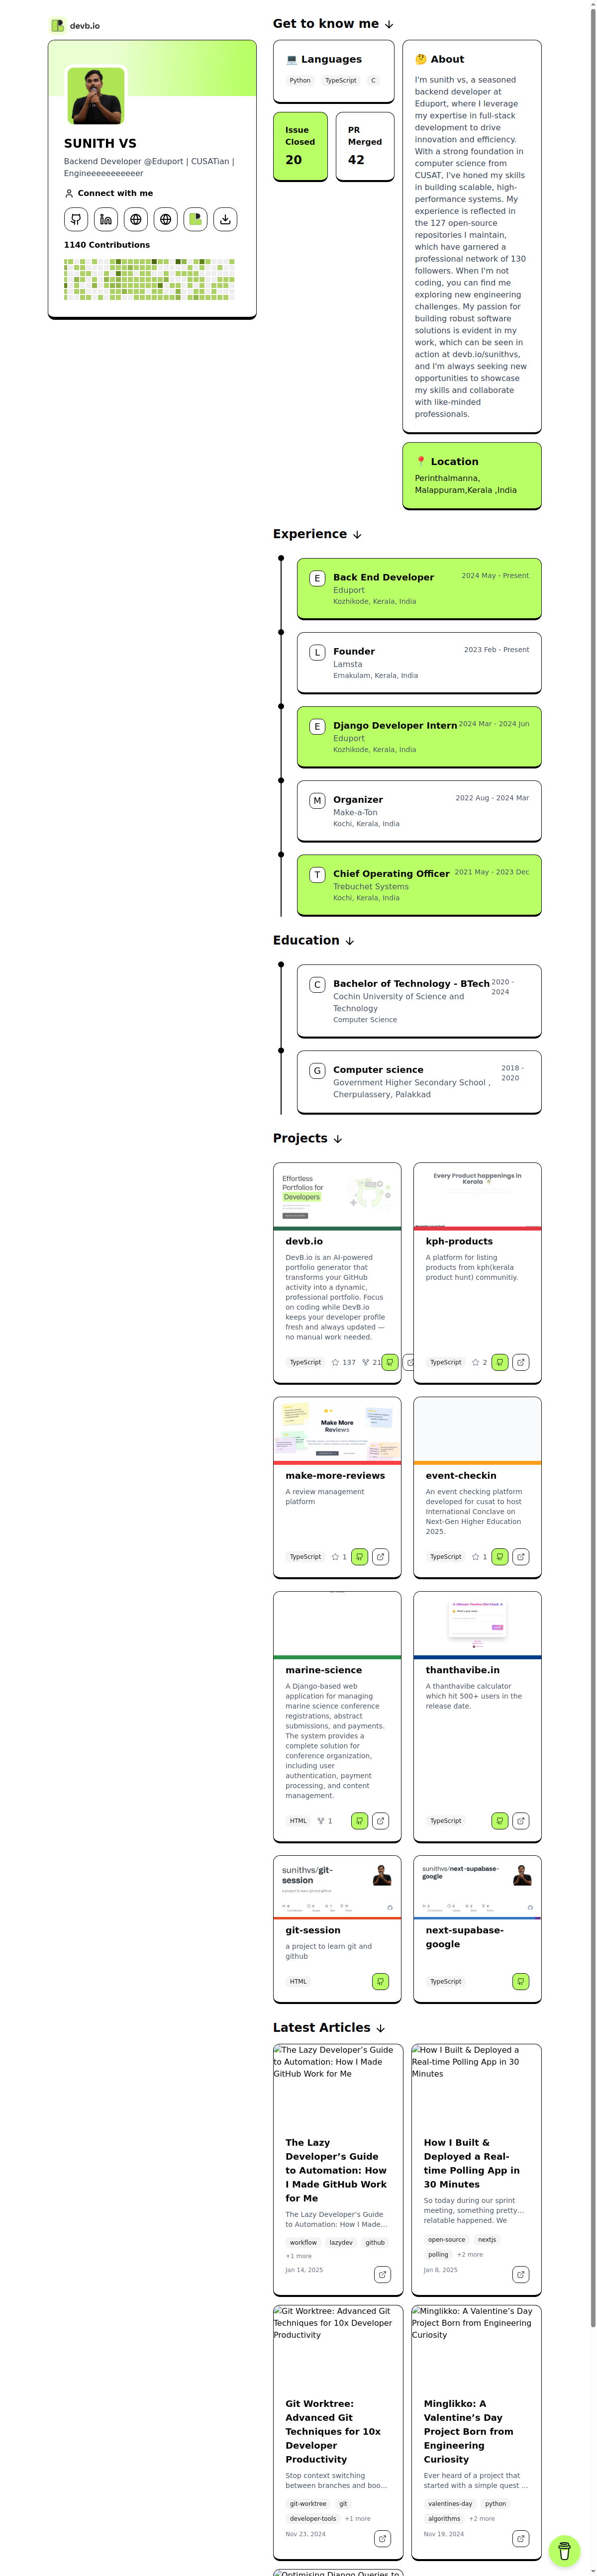 devb.io
SUNITH VS
Backend Developer @Eduport | CUSATian |
Engineeeeeeeeeeer
Connect with me
1140 Contributions
Get to know me
💻 Languages
Python TypeScript C
Issue
Closed
20
PR
Merged
42
🤔 About
I'm sunith vs, a seasoned
backend developer at
Eduport, where I leverage
my expertise in full-stack
development to drive
innovation and efficiency.
With a strong foundation in
computer science from
CUSAT, I've honed my skills
in building scalable, high-
performance systems. My
experience is reflected in
the 127 open-source
repositories I maintain,
which have garnered a
professional network of 130
followers. When I'm not
coding, you can find me
exploring new engineering
challenges. My passion for
building robust software
solutions is evident in my
work, which can be seen in
action at devb.io/sunithvs,
and I'm always seeking new
opportunities to showcase
my skills and collaborate
with like-minded
professionals.
📍 Location
Perinthalmanna,
Malappuram,Kerala ,India
Experience
E Back End Developer 2024 May - Present
Eduport
Kozhikode, Kerala, India
L Founder 2023 Feb - Present
Lamsta
Ernakulam, Kerala, India
E Django Developer Intern 2024 Mar - 2024 Jun
Eduport
Kozhikode, Kerala, India
M Organizer 2022 Aug - 2024 Mar
Make-a-Ton
Kochi, Kerala, India
T Chief Operating Officer 2021 May - 2023 Dec
Trebuchet Systems
Kochi, Kerala, India
Education
C Bachelor of Technology - BTech 2020 -
2024
Cochin University of Science and
Technology
Computer Science
G Computer science 2018 -
2020
Government Higher Secondary School ,
Cherpulassery, Palakkad
Projects
Effortless
Portfolios for
Developers
devb.io
DevB.io is an AI-powered
portfolio generator that
transforms your GitHub
activity into a dynamic,
professional portfolio. Focus
on coding while DevB.io
keeps your developer profile
fresh and always updated —
no manual work needed.
TypeScript 137 21
Every Product happenings in
Kerala
kph-products
A platform for listing
products from kph(kerala
product hunt) communitiy.
TypeScript 2
Make More
Reviews
make-more-reviews
A review management
platform
TypeScript 1
event-checkin
An event checking platform
developed for cusat to host
International Conclave on
Next-Gen Higher Education
2025.
TypeScript 1
marine-science
A Django-based web
application for managing
marine science conference
registrations, abstract
submissions, and payments.
The system provides a
complete solution for
conference organization,
including user
authentication, payment
processing, and content
management.
HTML 1
thanthavibe.in
A thanthavibe calculator
which hit 500+ users in the
release date.
TypeScript
sunithvs/git-
session
a project to learn git and github
git-session
a project to learn git and
github
HTML
sunithvs/next-supabase-
google
next-supabase-
google
TypeScript
Latest Articles
The Lazy Developer's Guide
to Automation: How I Made
GitHub Work for Me
The Lazy
Developer's Guide
to Automation: How
I Made GitHub Work
for Me
The Lazy Developer's Guide
to Automation: How I Made...
workflow lazydev github
+1 more
Jan 14, 2025
How I Built & Deployed a
Real-time Polling App in 30
Minutes
How I Built &
Deployed a Real-
time Polling App in
30 Minutes
So today during our sprint
meeting, something pretty...
relatable happened. We
open-source nextjs
polling +2 more
Jan 8, 2025
Git Worktree: Advanced Git
Techniques for 10x Developer
Productivity
Git Worktree:
Advanced Git
Techniques for 10x
Developer
Productivity
Stop context switching
between branches and boo...
git-worktree git
developer-tools +1 more
Nov 23, 2024
Minglikko: A Valentine's Day
Project Born from Engineering
Curiosity
Minglikko: A
Valentine's Day
Project Born from
Engineering
Curiosity
Ever heard of a project that
started with a simple quest ...
valentines-day python
algorithms +2 more
Nov 19, 2024
Optimising Django Queries to